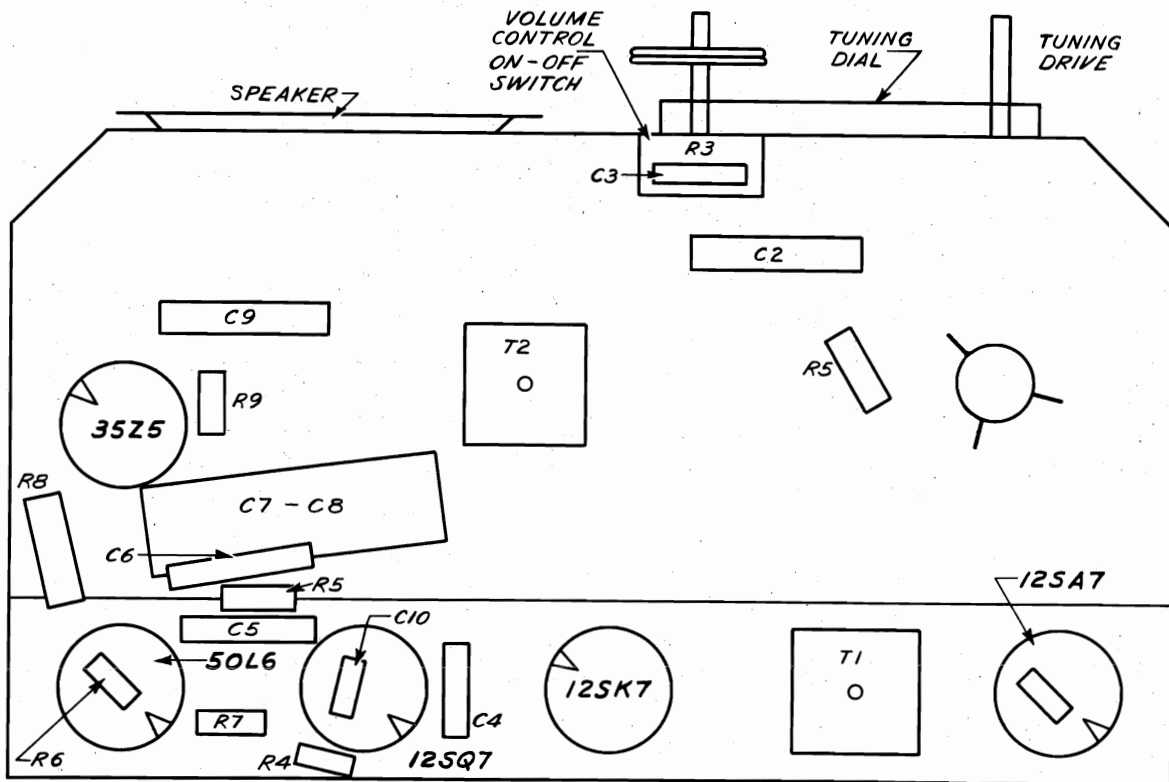 VOLUME
CONTROL
ON-OFF
SWITCH
TUNING
DIAL
TUNING
DRIVE
SPEAKER
R3
C3
C2
C9
T2
R5
R9
35Z5
R8
C7 - C8
C6
R5
12SA7
C5
C10
50L6
T1
12SK7
R7
C4
R6
R4
12SQ7